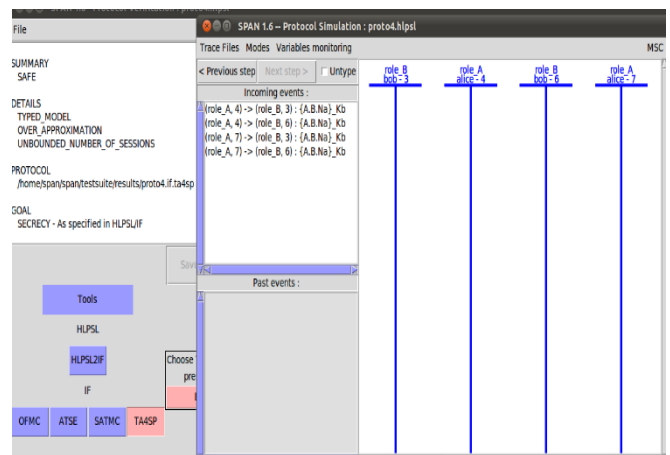 File
SUMMARY
SAFE
DETAILS
TYPED_MODEL
OVER_APPROXIMATION
UNBOUNDED_NUMBER_OF_SESSIONS
PROTOCOL
/home/span/span/testsuite/results/proto4.if.ta4sp
GOAL
SECRECY - As specified in HLPSL/IF
Tools
HLPSL
HLPSL2IF
IF
OFMC ATSE SATMC TA4SP
Choose
pre
SPAN 1.6 -- Protocol Simulation : proto4.hlpsl
Trace Files Modes Variables monitoring MSC
< Previous step Next step > Untype
Incoming events :
(role_A, 4) -> (role_B, 3) : {A.B.Na}_Kb
(role_A, 4) -> (role_B, 6) : {A.B.Na}_Kb
(role_A, 7) -> (role_B, 3) : {A.B.Na}_Kb
(role_A, 7) -> (role_B, 6) : {A.B.Na}_Kb
Past events :
role_B role_A role_B role_A
bob - 3 alice - 4 bob - 6 alice - 7